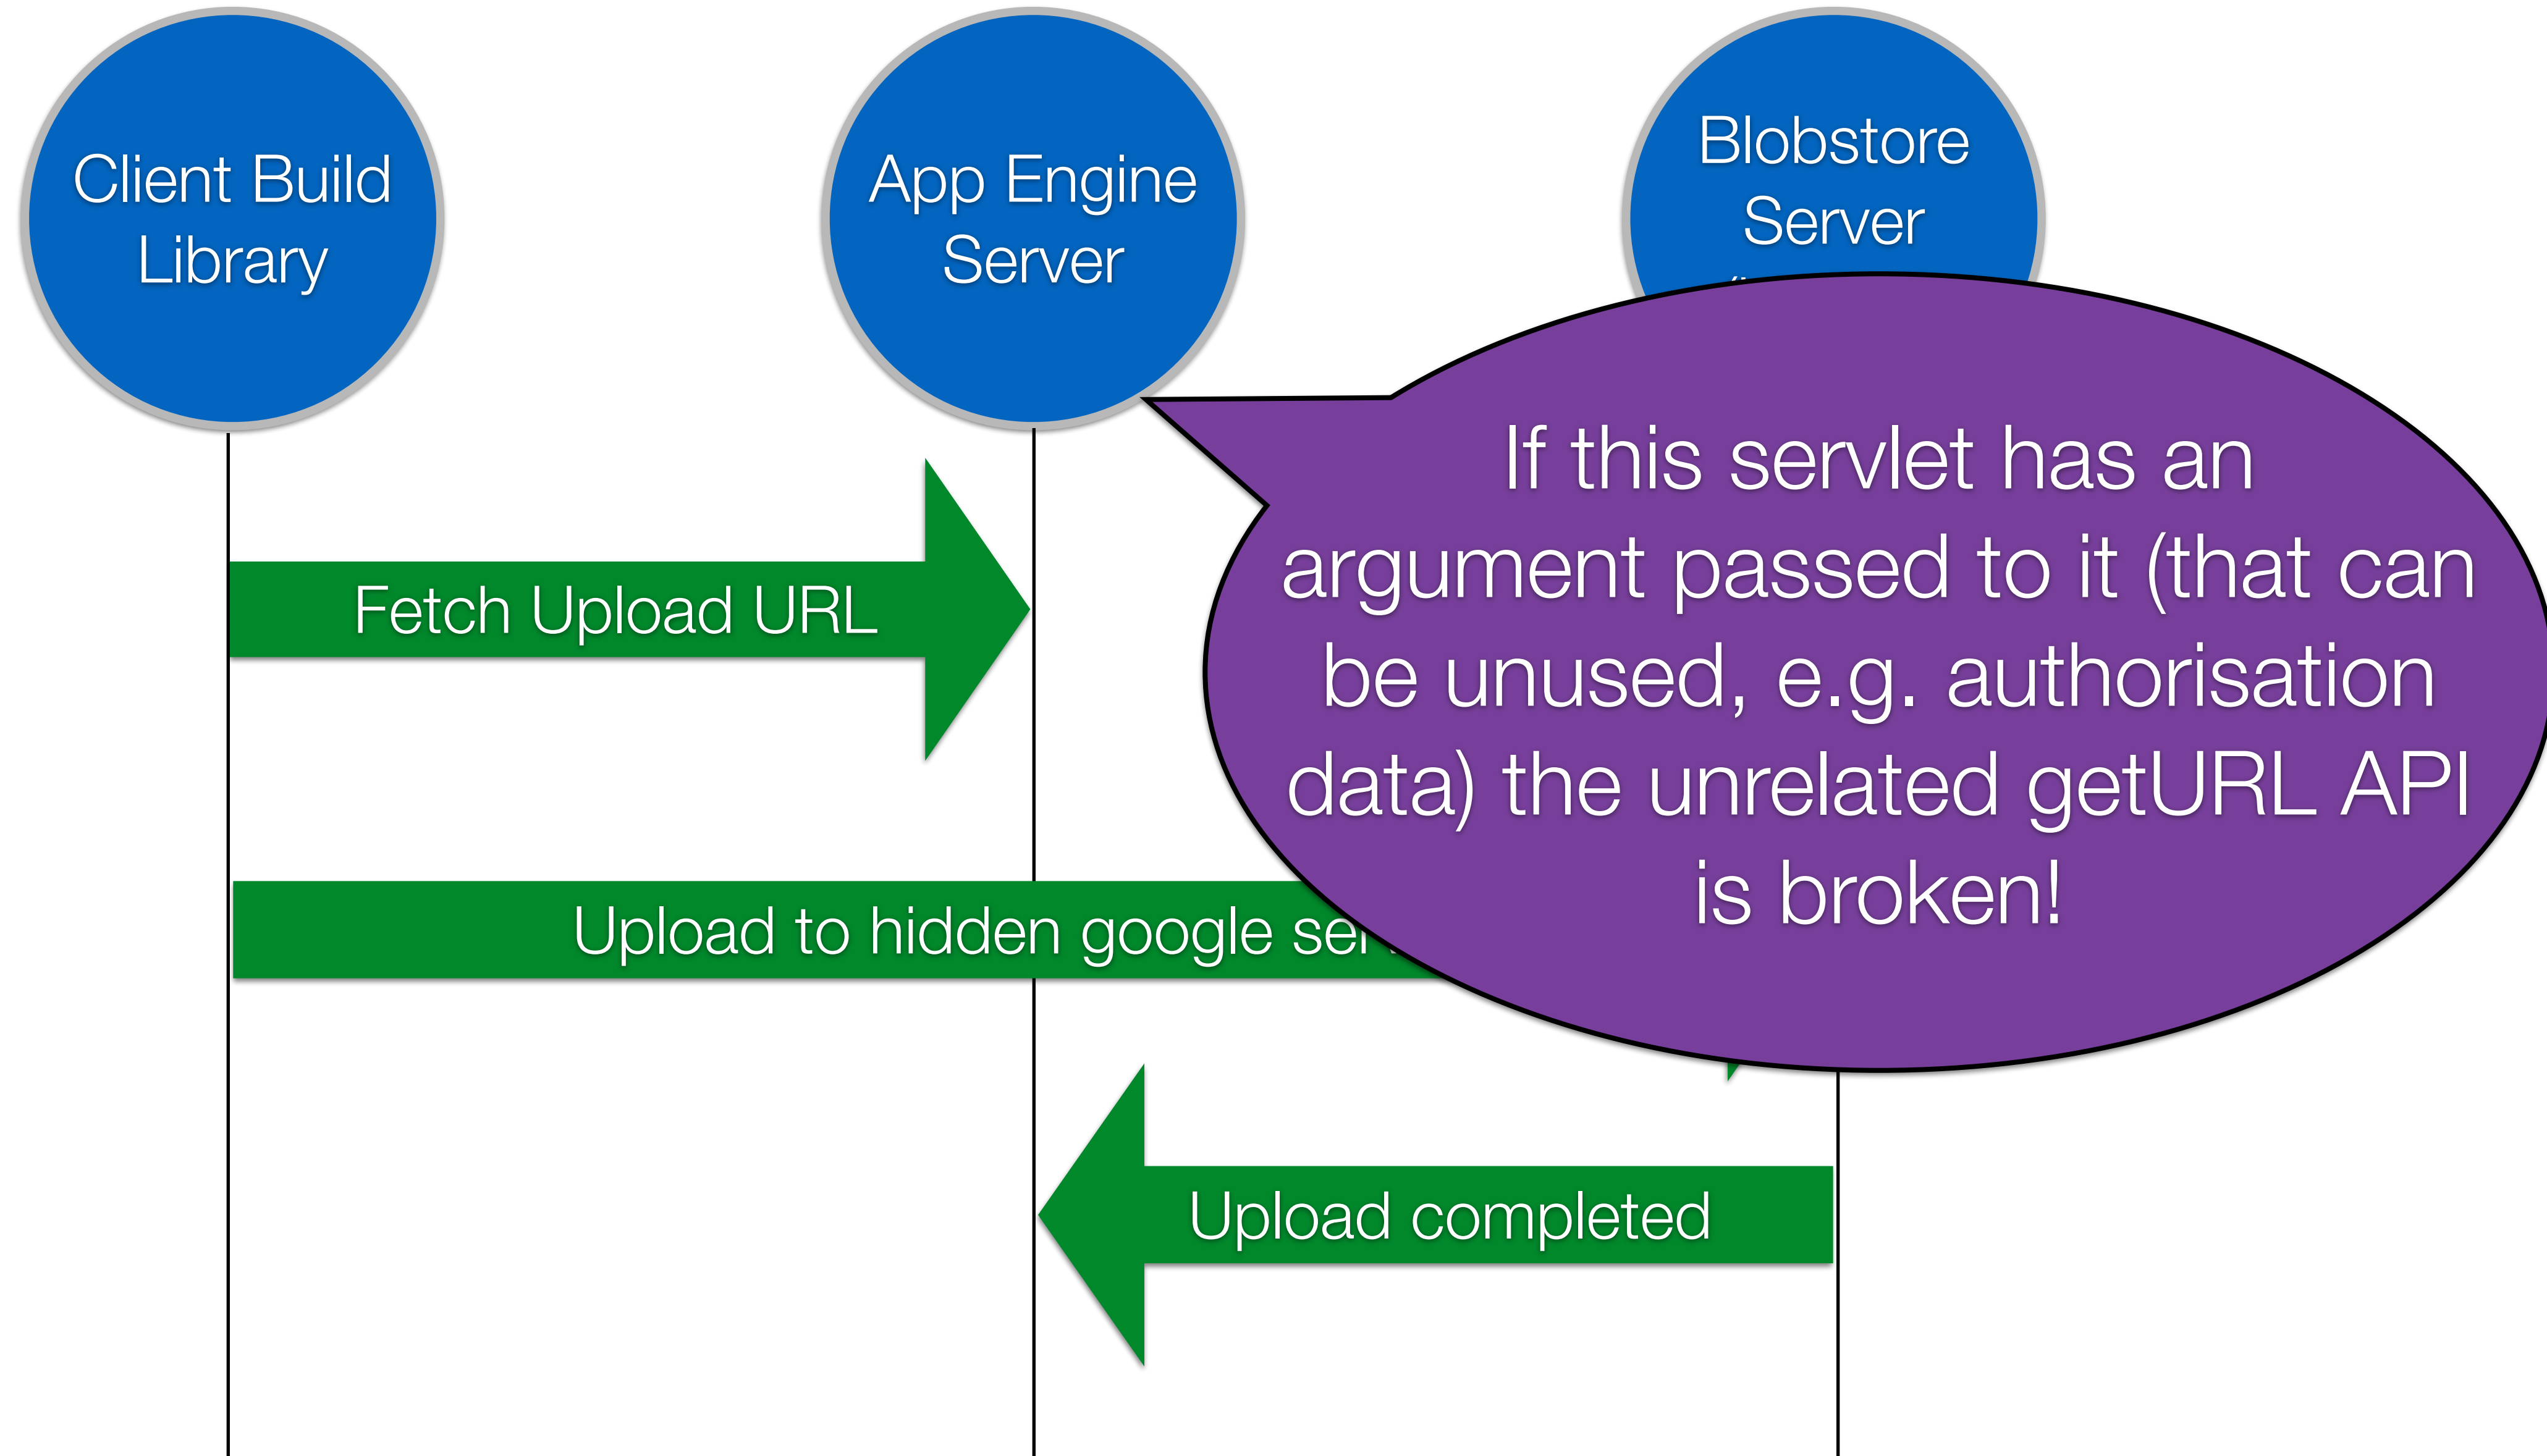 Client Build
Library
App Engine
Server
Blobstore
Server
If this servlet has an
argument passed to it (that can
be unused, e.g. authorisation
data) the unrelated getURL API
is broken!
Fetch Upload URL
Upload to hidden google
Upload completed